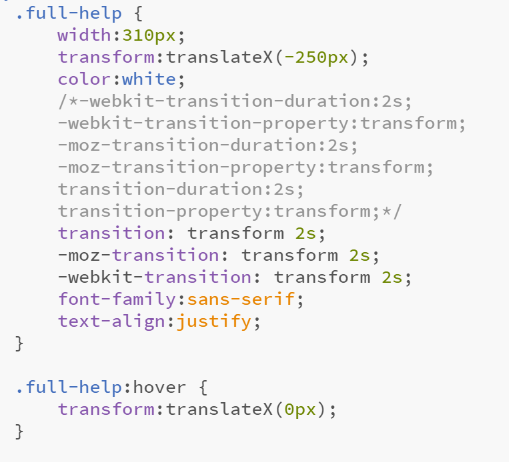 .full-help {
width:310px;
transform:translateX(-250px);
color:white;
/*-webkit-transition-duration:2s;
-webkit-transition-property:transform;
-moz-transition-duration:2s;
-moz-transition-property:transform;
transition-duration:2s;
transition-property:transform;*/
transition: transform 2s;
-moz-transition: transform 2s;
-webkit-transition: transform 2s;
font-family:sans-serif;
text-align:justify;
}
.full-help:hover {
transform:translateX(0px);
}